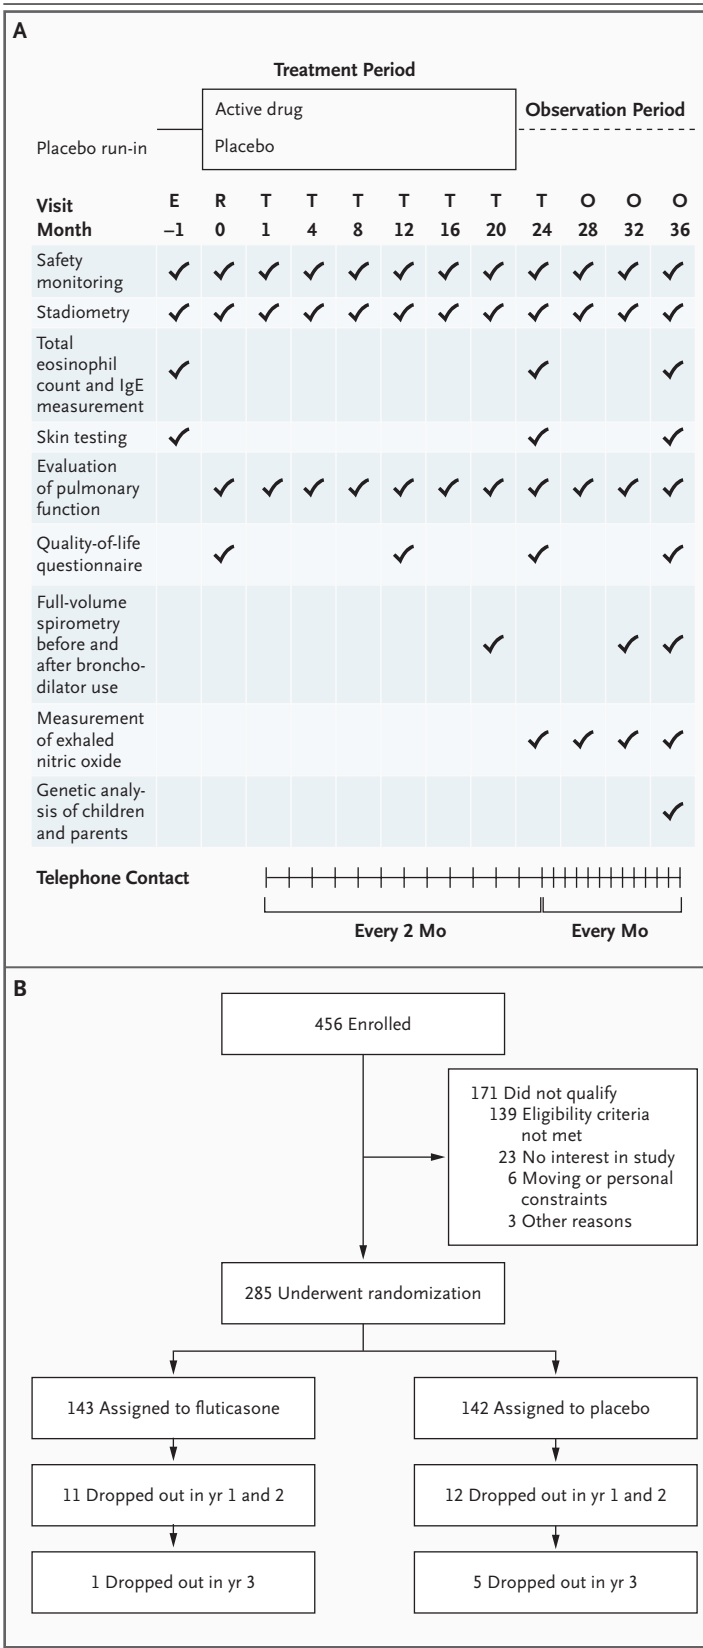 A
Treatment Period
Active drug
Observation Period
Placebo run-in
Placebo
Visit E R T T T T T T T O O O
Month –1 0 1 4 8 12 16 20 24 28 32 36
Safety
monitoring
Stadiometry
Total
eosinophil
count and IgE
measurement
Skin testing
Evaluation
of pulmonary
function
Quality-of-life
questionnaire
Full-volume
spirometry
before and
after broncho-
dilator use
Measurement
of exhaled
nitric oxide
Genetic analy-
sis of children
and parents
Telephone Contact
Every 2 Mo Every Mo
B
456 Enrolled
171 Did not qualify
139 Eligibility criteria
not met
23 No interest in study
6 Moving or personal
constraints
3 Other reasons
285 Underwent randomization
143 Assigned to fluticasone
142 Assigned to placebo
11 Dropped out in yr 1 and 2
12 Dropped out in yr 1 and 2
1 Dropped out in yr 3
5 Dropped out in yr 3